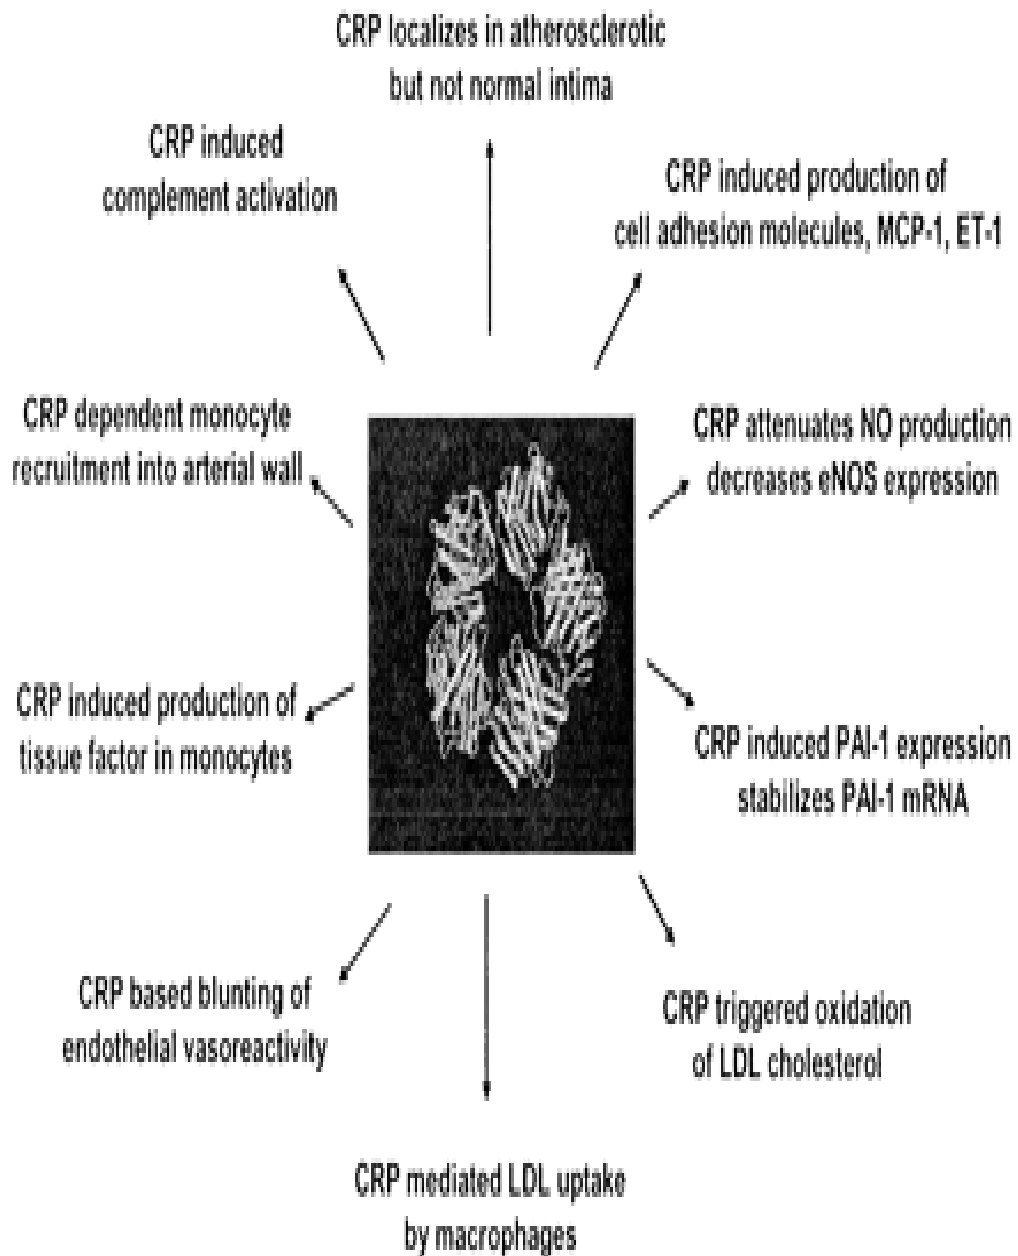 CRP localizes in atherosclerotic
but not normal intima
CRP induced
complement activation
CRP induced production of
cell adhesion molecules, MCP-1, ET-1
CRP dependent monocyte
recruitment into arterial wall
CRP attenuates NO production
decreases eNOS expression
CRP induced production of
tissue factor in monocytes
CRP induced PAI-1 expression
stabilizes PAI-1 mRNA
CRP based blunting of
endothelial vasoreactivity
CRP triggered oxidation
of LDL cholesterol
CRP mediated LDL uptake
by macrophages